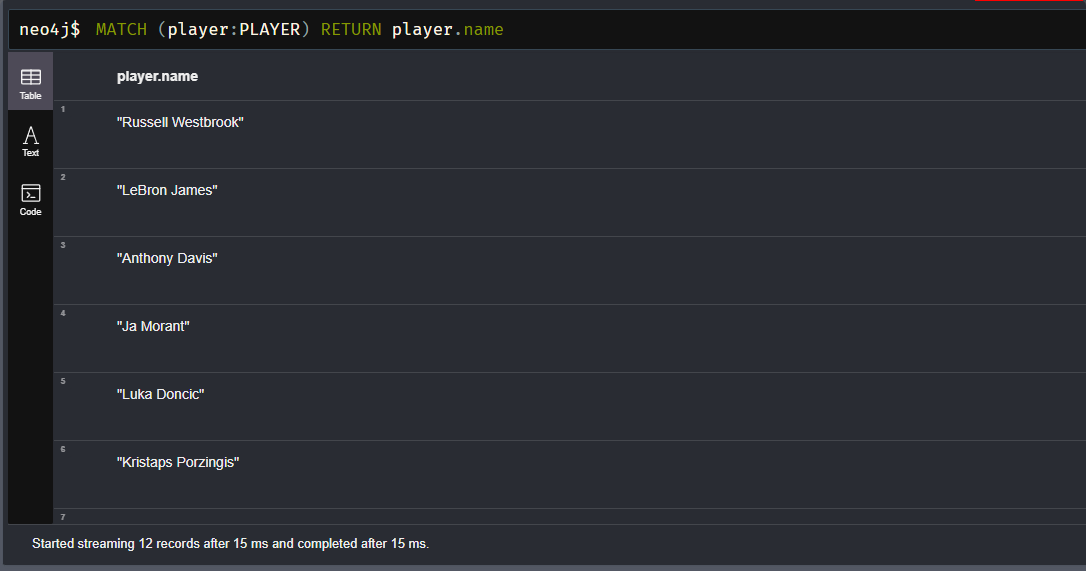 neo4j$ MATCH (player:PLAYER) RETURN player.name
Table
player.name
1
"Russell Westbrook"
Text
2
"LeBron James"
Code
3
"Anthony Davis"
4
"Ja Morant"
5
"Luka Doncic"
6
"Kristaps Porzingis"
7
Started streaming 12 records after 15 ms and completed after 15 ms.